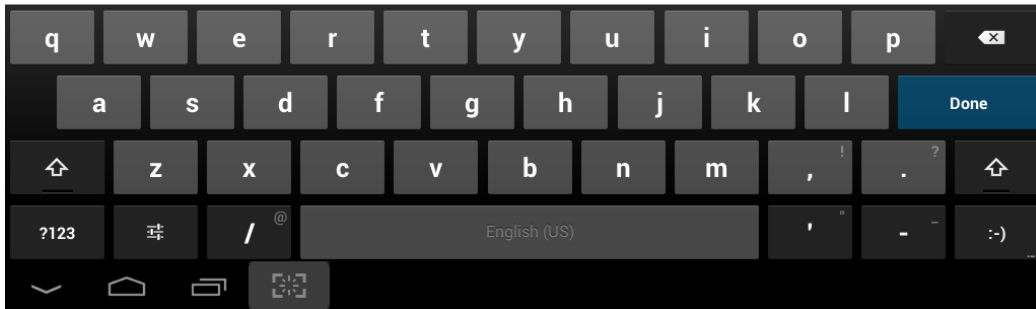 q w e r t y u i o p
a s d f g h j k l Done
z x c v b n m , ! . ?
?123 / @ English (US) ' " - _ :-) ...